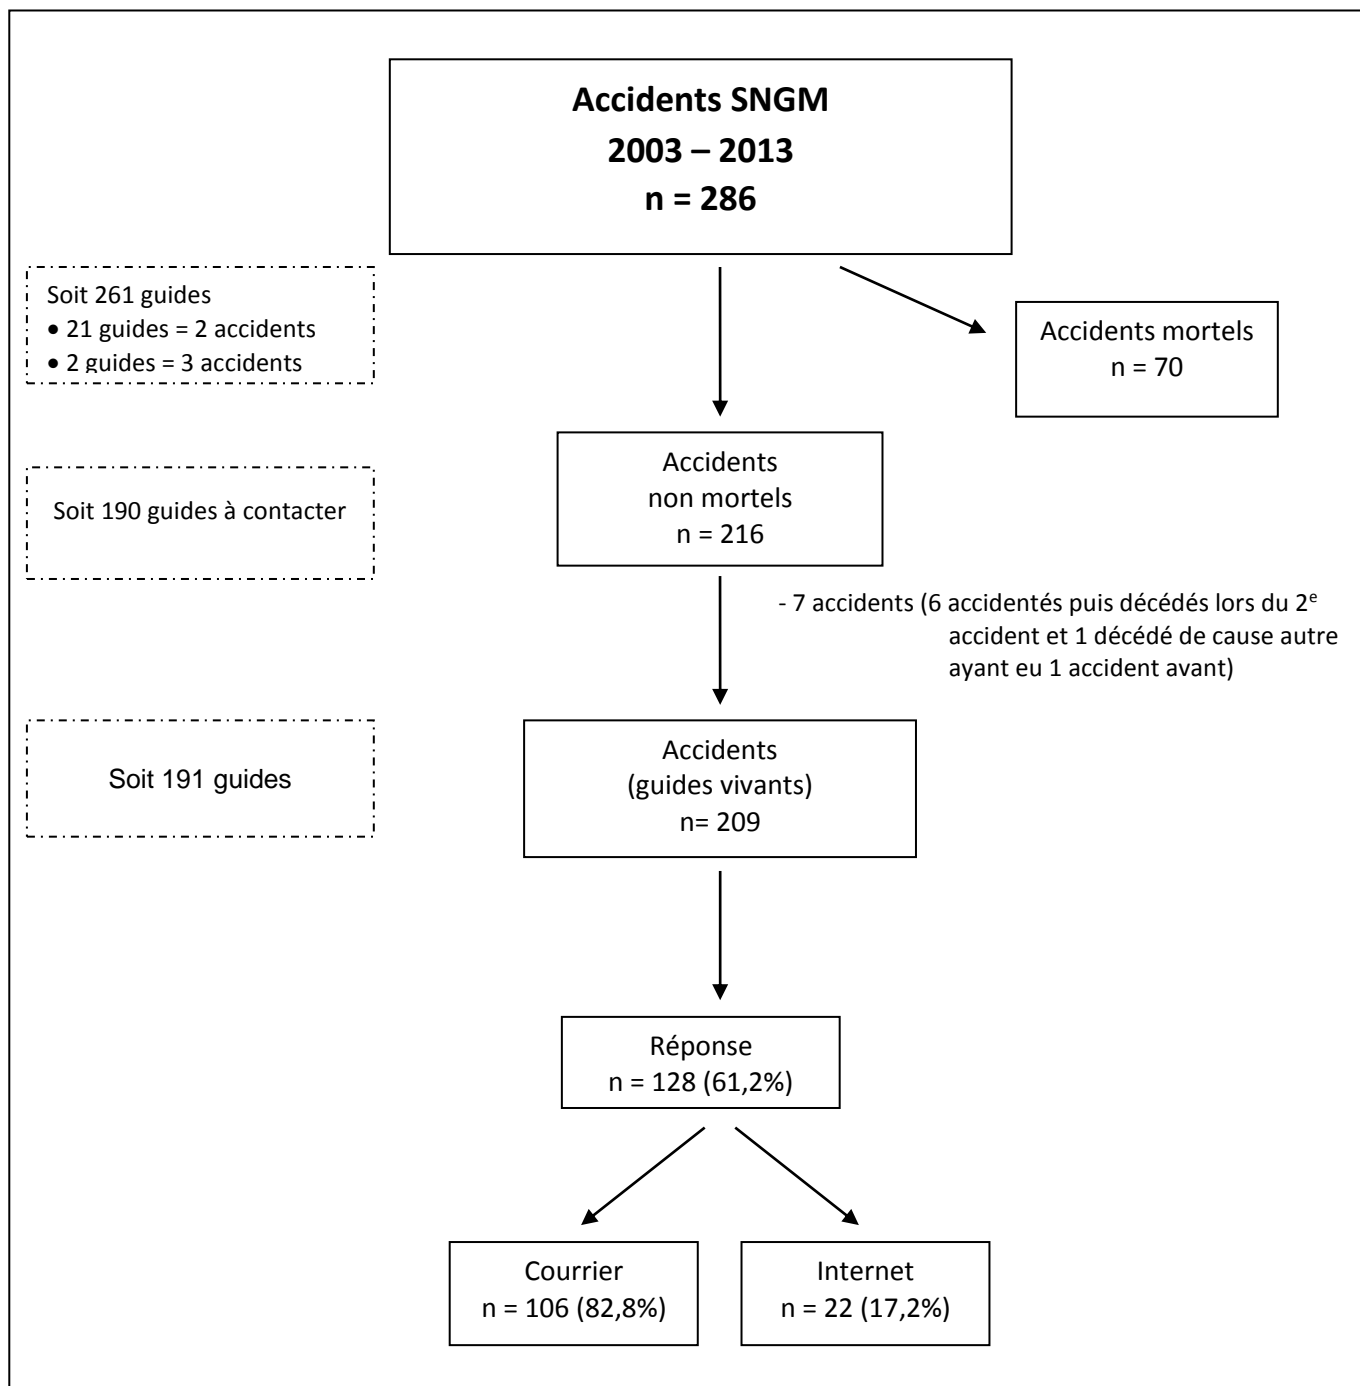 Accidents SNGM
2003 – 2013
n = 286
Soit 261 guides
• 21 guides = 2 accidents
• 2 guides = 3 accidents
Accidents mortels
n = 70
Accidents
non mortels
n = 216
Soit 190 guides à contacter
- 7 accidents (6 accidentés puis décédés lors du 2e
accident et 1 décédé de cause autre
ayant eu 1 accident avant)
Soit 191 guides
Accidents
(guides vivants)
n= 209
Réponse
n = 128 (61,2%)
Courrier
n = 106 (82,8%)
Internet
n = 22 (17,2%)